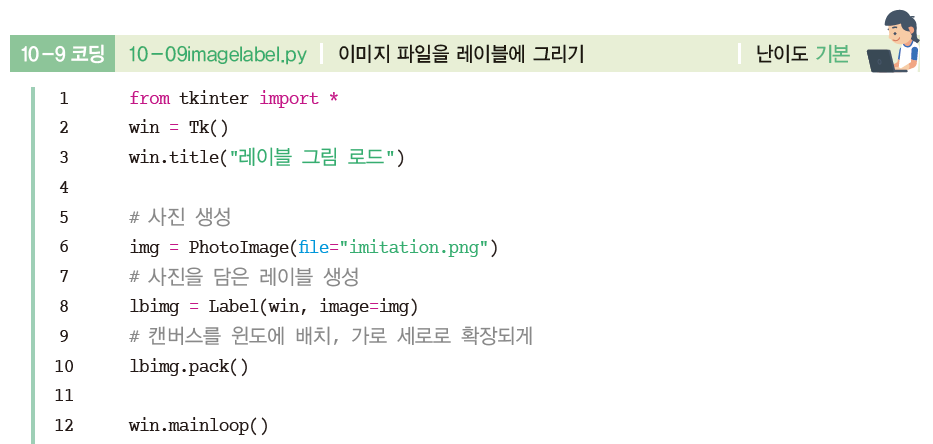 10-9 코딩 10-09imagelabel.py 이미지 파일을 레이블에 그리기 난이도 기본
1 from tkinter import *
2 win = Tk()
3 win.title("레이블 그림 로드")
4
5 # 사진 생성
6 img = PhotoImage(file="imitation.png")
7 # 사진을 담은 레이블 생성
8 lbimg = Label(win, image=img)
9 # 캔버스를 윈도에 배치, 가로 세로로 확장되게
10 lbimg.pack()
11
12 win.mainloop()